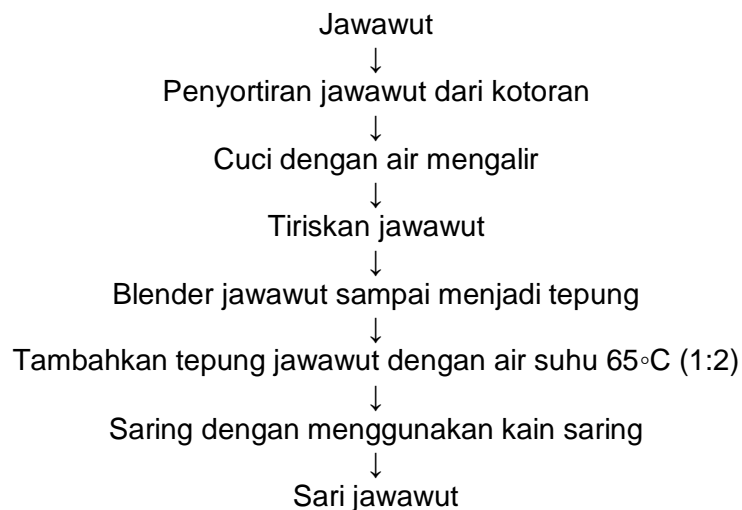 Jawawut
↓
Penyortiran jawawut dari kotoran
↓
Cuci dengan air mengalir
↓
Tiriskan jawawut
↓
Blender jawawut sampai menjadi tepung
↓
Tambahkan tepung jawawut dengan air suhu 65◦C (1:2)
↓
Saring dengan menggunakan kain saring
↓
Sari jawawut